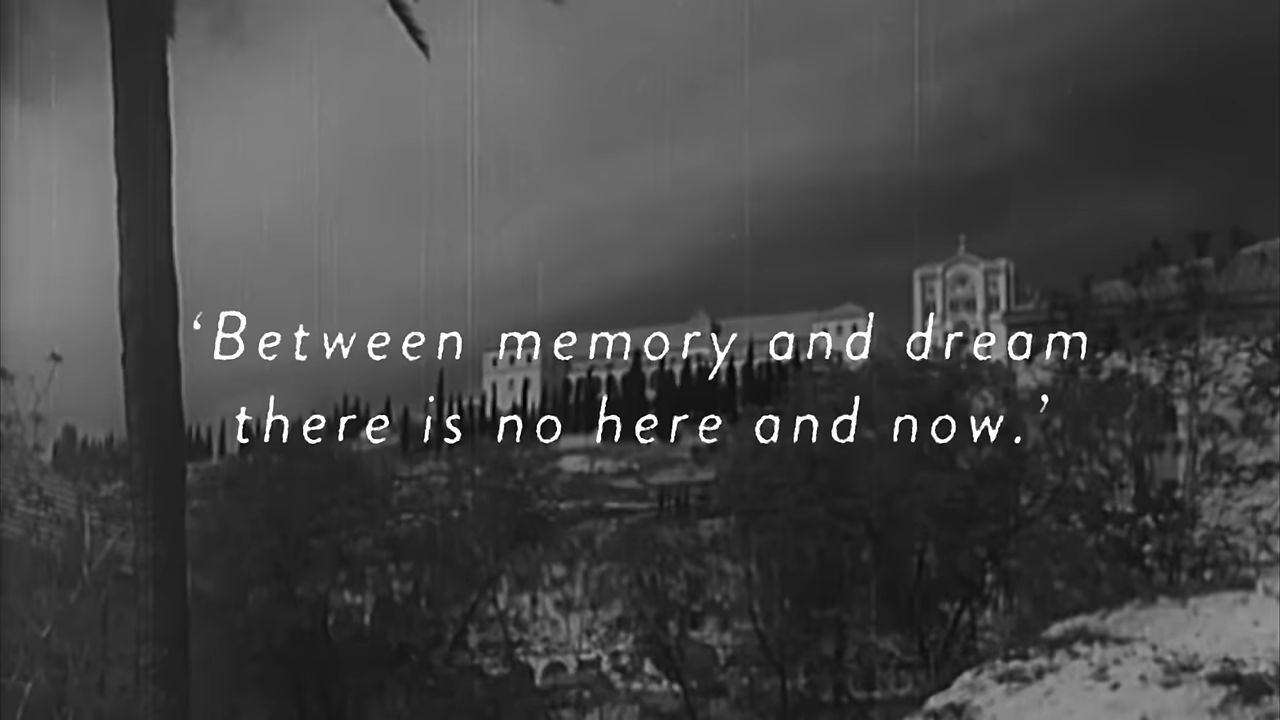 ‘Between memory and dream
there is no here and now.’